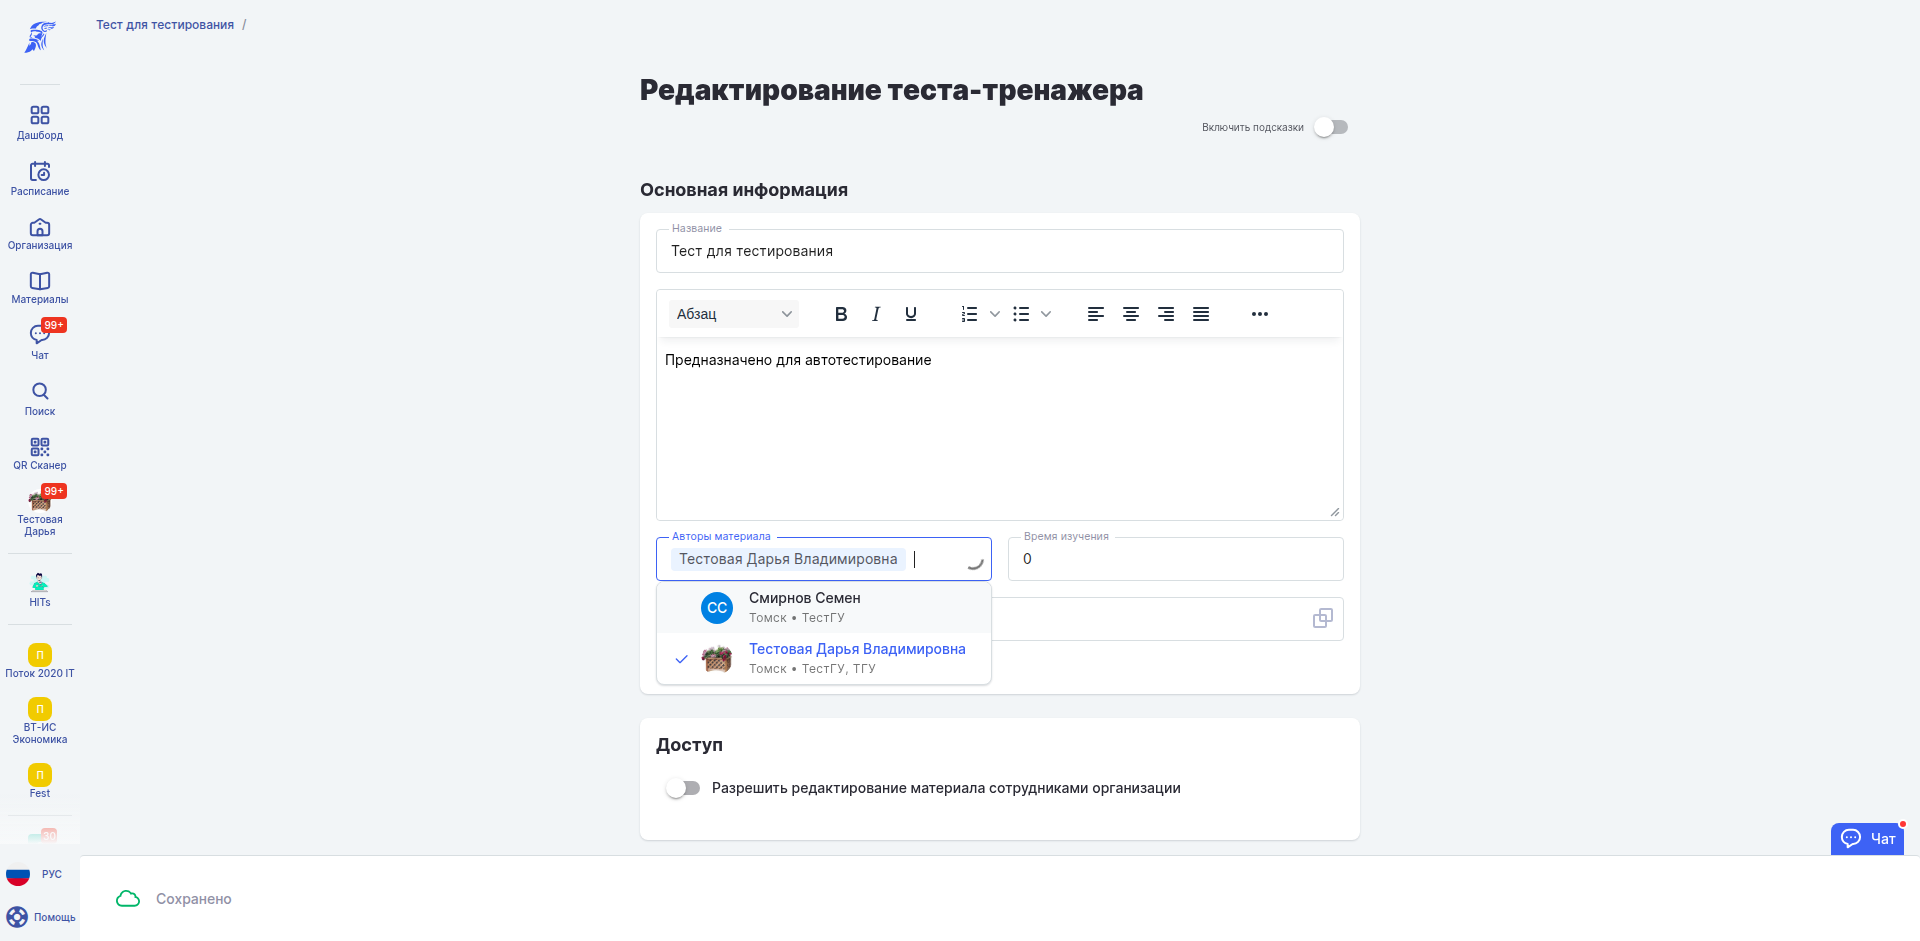 Тест для тестирования /
Дашборд
Расписание
Организация
Материалы
99+
Чат
Поиск
QR Сканер
99+
Тестовая
Дарья
HITs
П
Поток 2020 IT
П
ВТ-ИС
Экономика
П
Fest
30
РУС
Помощь
Редактирование теста-тренажера
Включить подсказки
Основная информация
Название
Тест для тестирования
Абзац B I U
Предназначено для автотестирование
Авторы материала
Тестовая Дарья Владимировна
Время изучения
0
СС
Смирнов Семен
Томск • ТестГУ
Тестовая Дарья Владимировна
Томск • ТестГУ, ТГУ
Доступ
Разрешить редактирование материала сотрудниками организации
Чат
Сохранено